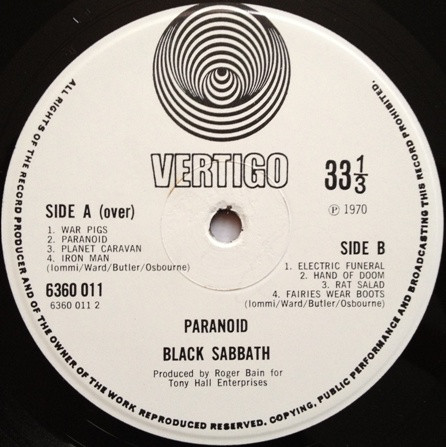 ALL RIGHTS OF THE RECORD PRODUCER AND OF THE OWNER OF THE WORK REPRODUCED RESERVED. COPYING, PUBLIC PERFORMANCE AND BROADCASTING THIS RECORD PROHIBITED.
VERTIGO
33 1/3
℗ 1970
SIDE A (over)
1. WAR PIGS
2. PARANOID
3. PLANET CARAVAN
4. IRON MAN
(Iommi/Ward/Butler/Osbourne)
6360 011
6360 011 2
SIDE B
1. ELECTRIC FUNERAL
2. HAND OF DOOM
3. RAT SALAD
4. FAIRIES WEAR BOOTS
(Iommi/Ward/Butler/Osbourne)
PARANOID
BLACK SABBATH
Produced by Roger Bain for
Tony Hall Enterprises